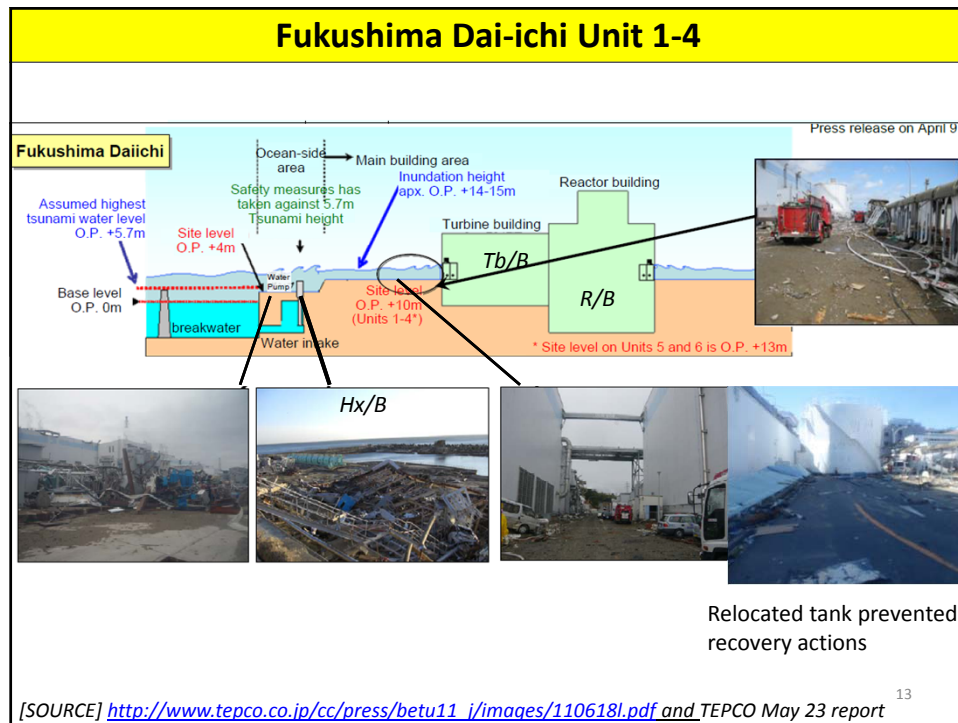 Fukushima Dai-ichi Unit 1-4
Press release on April 9
Fukushima Daiichi
Ocean-side
area
Main building area
Safety measures has
taken against 5.7m
Tsunami height
Inundation height
apx. O.P. +14-15m
Reactor building
Assumed highest
tsunami water level
O.P. +5.7m
Site level
O.P. +4m
Turbine building
Tb/B
Water
Pump
Base level
O.P. 0m
Site level
O.P. +10m
(Units 1-4*)
R/B
breakwater
Water intake
* Site level on Units 5 and 6 is O.P. +13m
Hx/B
Relocated tank prevented
recovery actions
13
[SOURCE] http://www.tepco.co.jp/cc/press/betu11_j/images/110618l.pdf and TEPCO May 23 report